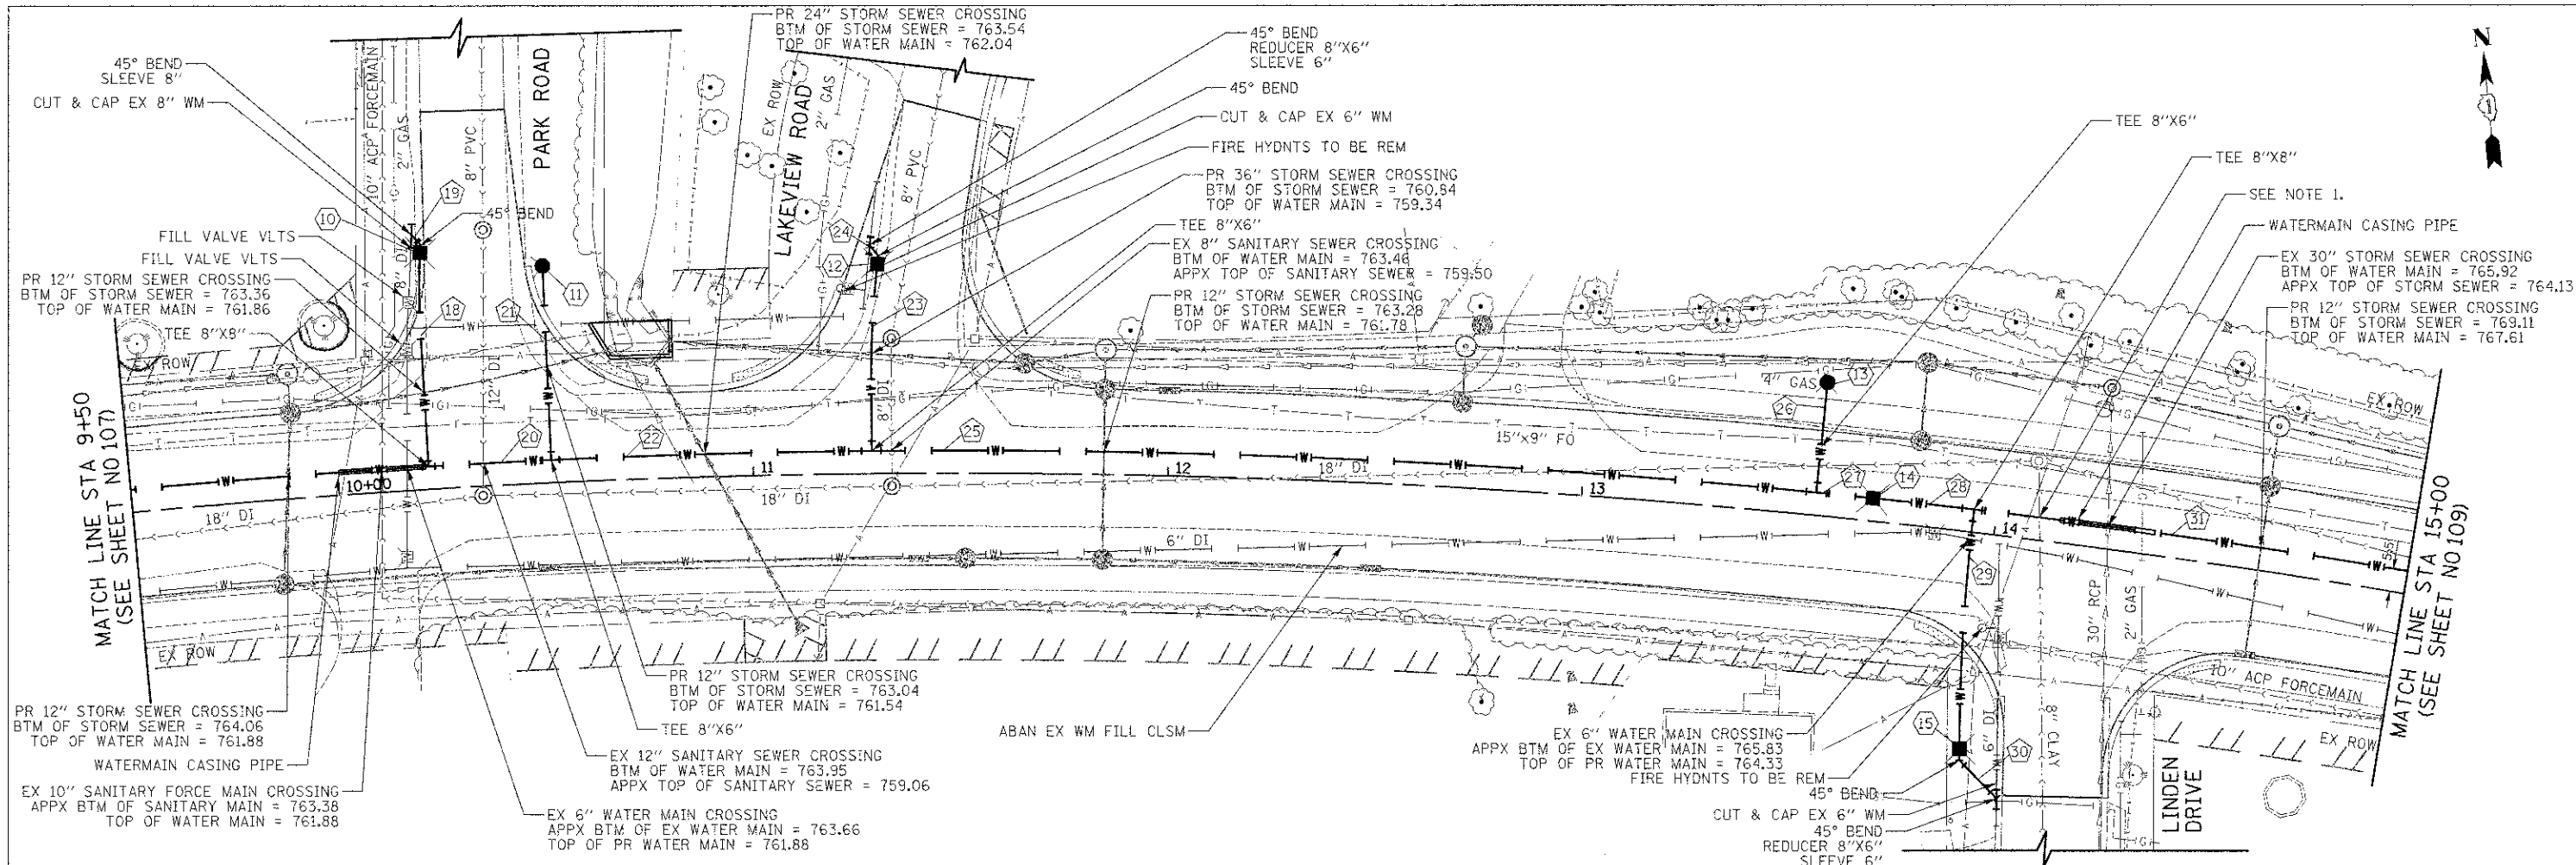 PR 24" STORM SEWER CROSSING
BTM OF STORM SEWER = 763.54
TOP OF WATER MAIN = 762.04
45° BEND
SLEEVE 8"
CUT & CAP EX 8" WM
10" ACP FORCEMAIN
2" GAS
8" PVC
PARK ROAD
LAKEVIEW ROAD
EX ROW
2" GAS
8" PVC
45° BEND
REDUCER 8"X6"
SLEEVE 6"
45° BEND
CUT & CAP EX 6" WM
FIRE HYDNTS TO BE REM
PR 36" STORM SEWER CROSSING
BTM OF STORM SEWER = 760.84
TOP OF WATER MAIN = 759.34
TEE 8"X6"
EX 8" SANITARY SEWER CROSSING
BTM OF WATER MAIN = 763.46
APPX TOP OF SANITARY SEWER = 759.50
PR 12" STORM SEWER CROSSING
BTM OF STORM SEWER = 763.28
TOP OF WATER MAIN = 761.78
N
TEE 8"X6"
TEE 8"X8"
SEE NOTE 1.
WATERMAIN CASING PIPE
EX 30" STORM SEWER CROSSING
BTM OF WATER MAIN = 765.92
APPX TOP OF STORM SEWER = 764.13
PR 12" STORM SEWER CROSSING
BTM OF STORM SEWER = 769.11
TOP OF WATER MAIN = 767.61
10
19
45° BEND
FILL VALVE VLTS
FILL VALVE VLTS
8" DI
PR 12" STORM SEWER CROSSING
BTM OF STORM SEWER = 763.36
TOP OF WATER MAIN = 761.86
TEE 8"X8"
EX ROW
18
21
11
24
12
23
12" DI
8" DI
MATCH LINE STA 9+50
(SEE SHEET NO 107)
18" DI
10+00
20
22
18" DI
11
25
12
18" DI
15"x9" FO
13
4" GAS
13
26
27
14
28
14
29
31
5.5'
EX ROW
MATCH LINE STA 15+00
(SEE SHEET NO 109)
6" DI
EX ROW
PR 12" STORM SEWER CROSSING
BTM OF STORM SEWER = 764.06
TOP OF WATER MAIN = 761.88
WATERMAIN CASING PIPE
EX 10" SANITARY FORCE MAIN CROSSING
APPX BTM OF SANITARY MAIN = 763.38
TOP OF WATER MAIN = 761.88
PR 12" STORM SEWER CROSSING
BTM OF STORM SEWER = 763.04
TOP OF WATER MAIN = 761.54
TEE 8"X6"
EX 12" SANITARY SEWER CROSSING
BTM OF WATER MAIN = 763.95
APPX TOP OF SANITARY SEWER = 759.06
EX 6" WATER MAIN CROSSING
APPX BTM OF EX WATER MAIN = 763.66
TOP OF PR WATER MAIN = 761.88
ABAN EX WM FILL CLSM
EX 6" WATER MAIN CROSSING
APPX BTM OF EX WATER MAIN = 765.83
TOP OF PR WATER MAIN = 764.33
FIRE HYDNTS TO BE REM
45° BEND
CUT & CAP EX 6" WM
45° BEND
REDUCER 8"X6"
SLEEVE 6"
15
30
6" DI
8" CLAY
30" RCP
2" GAS
10" ACP FORCEMAIN
EX ROW
LINDEN
DRIVE